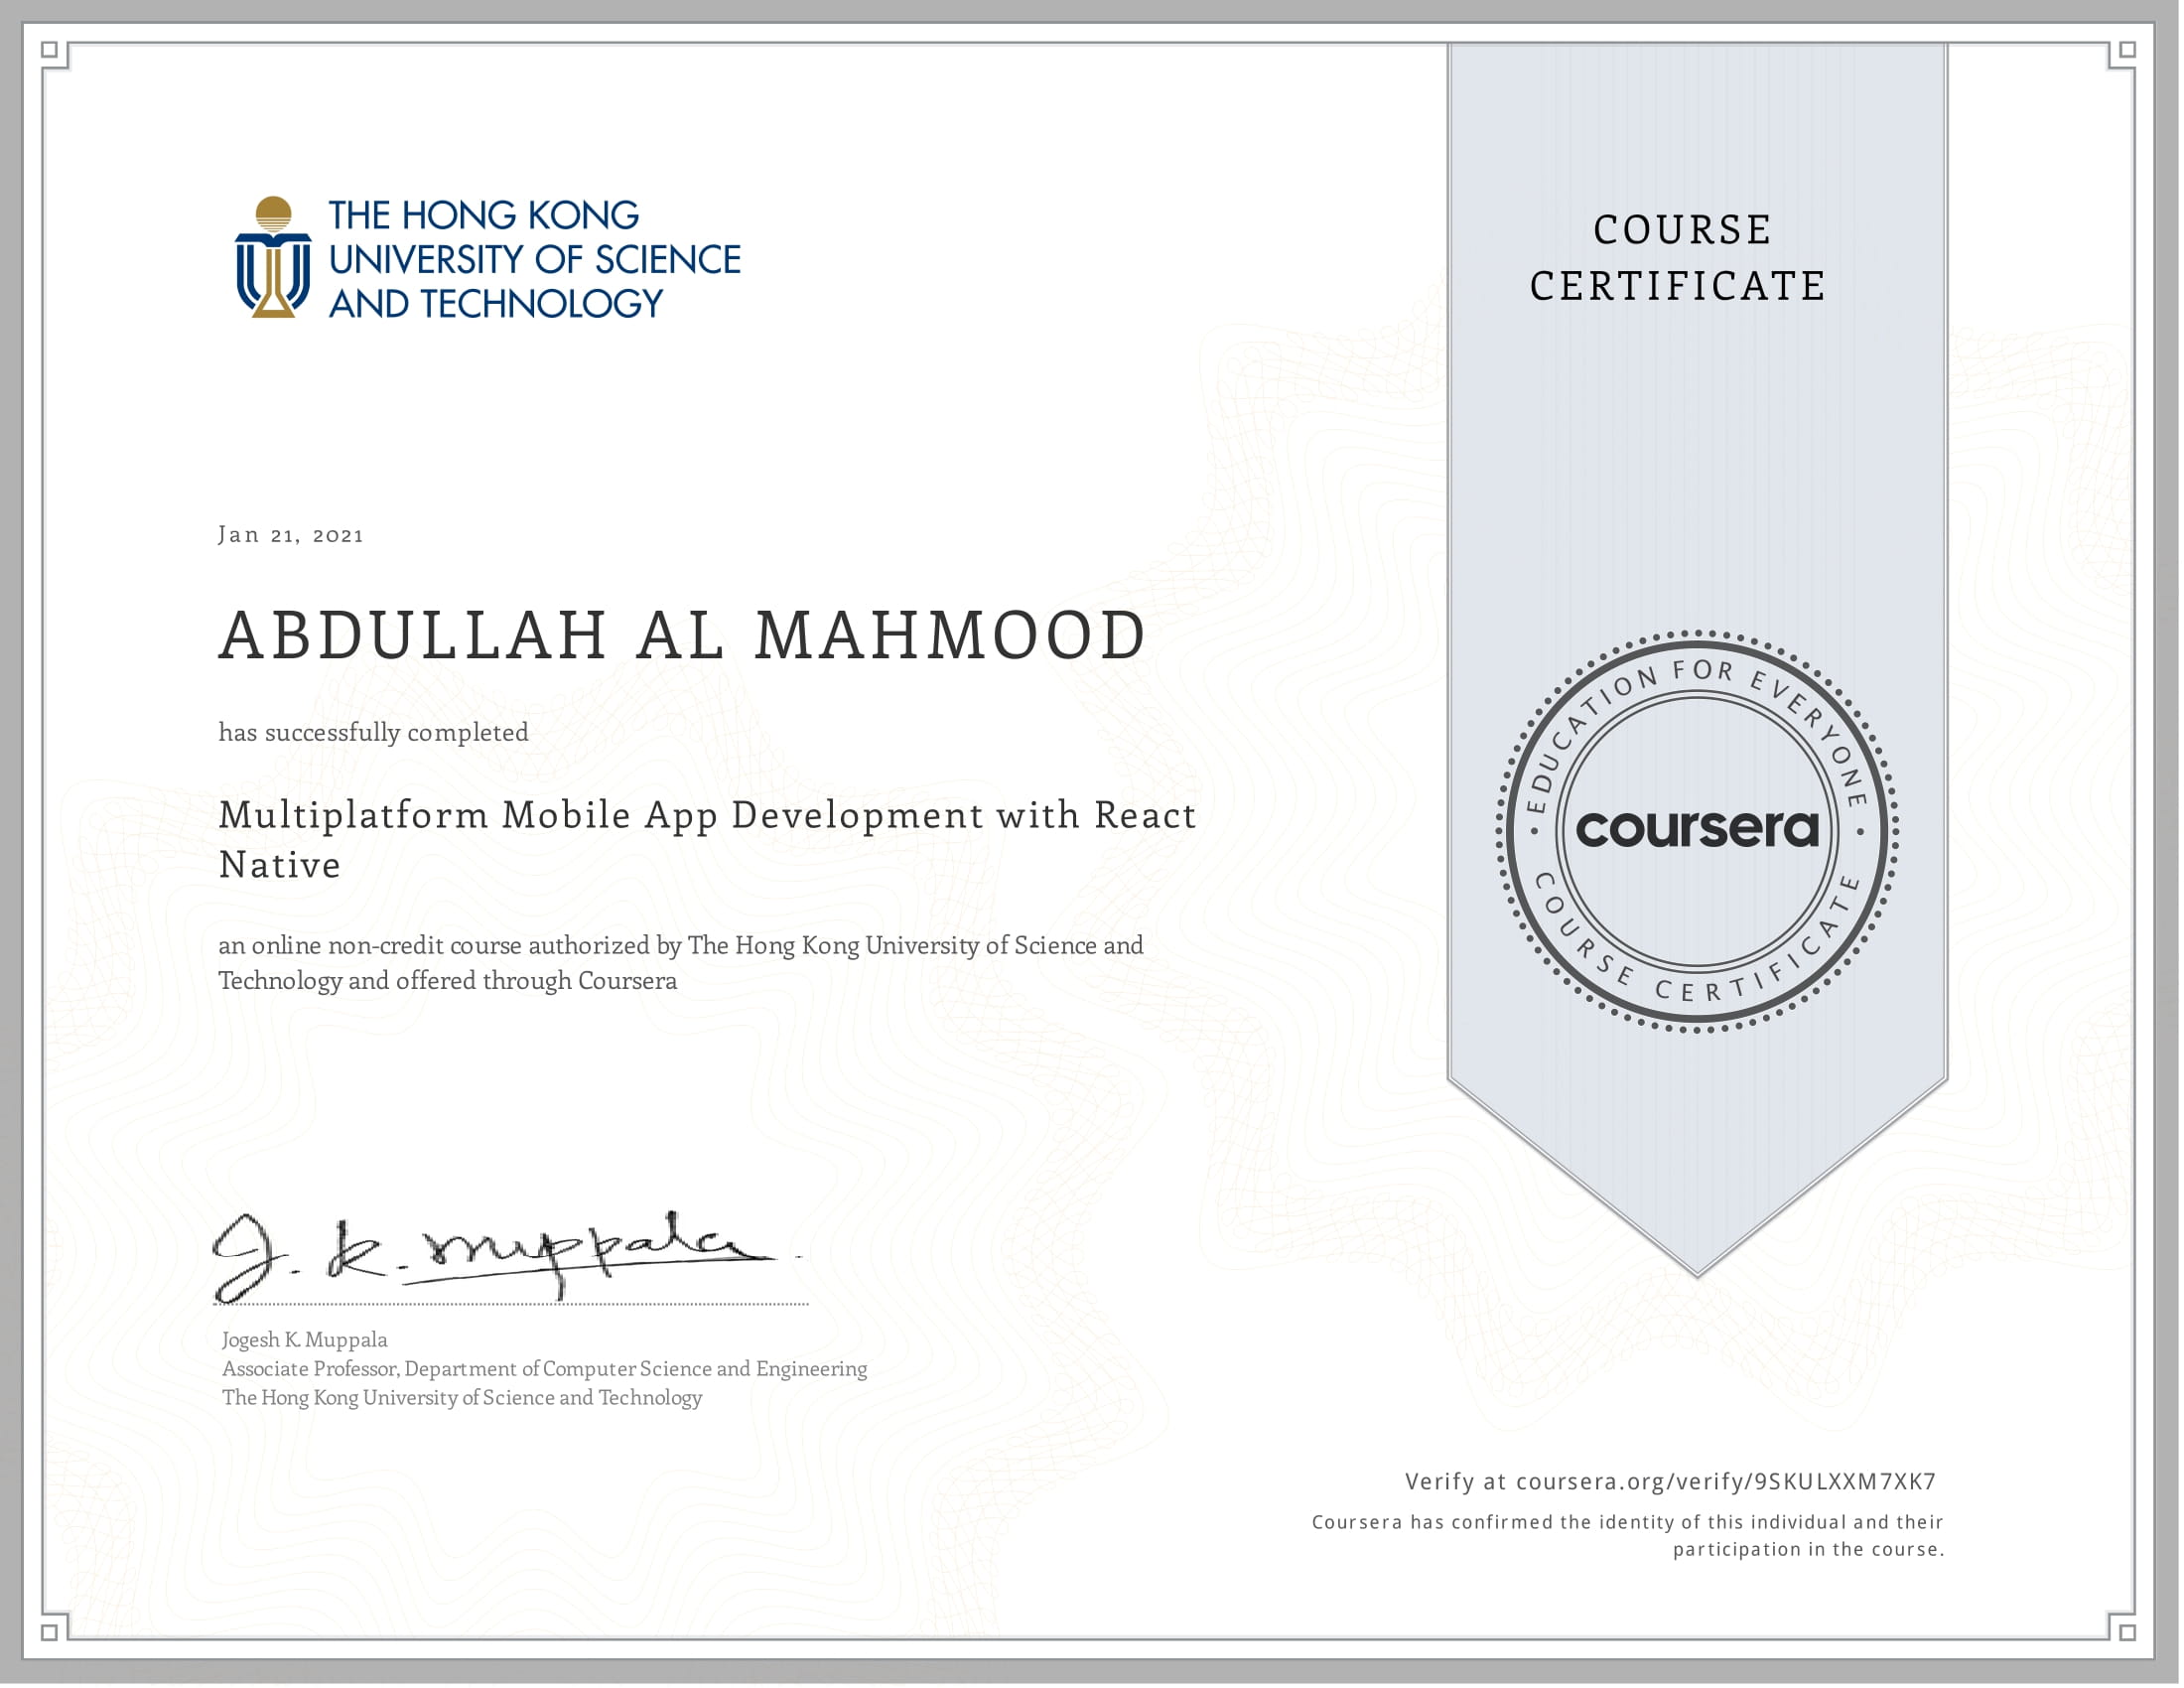 THE HONG KONG
UNIVERSITY OF SCIENCE
AND TECHNOLOGY
COURSE
CERTIFICATE
Jan 21, 2021
ABDULLAH AL MAHMOOD
has successfully completed
Multiplatform Mobile App Development with React
Native
an online non-credit course authorized by The Hong Kong University of Science and
Technology and offered through Coursera
EDUCATION FOR EVERYONE
coursera
COURSE CERTIFICATE
J. K. Muppala
Jogesh K. Muppala
Associate Professor, Department of Computer Science and Engineering
The Hong Kong University of Science and Technology
Verify at coursera.org/verify/9SKULXXM7XK7
Coursera has confirmed the identity of this individual and their
participation in the course.